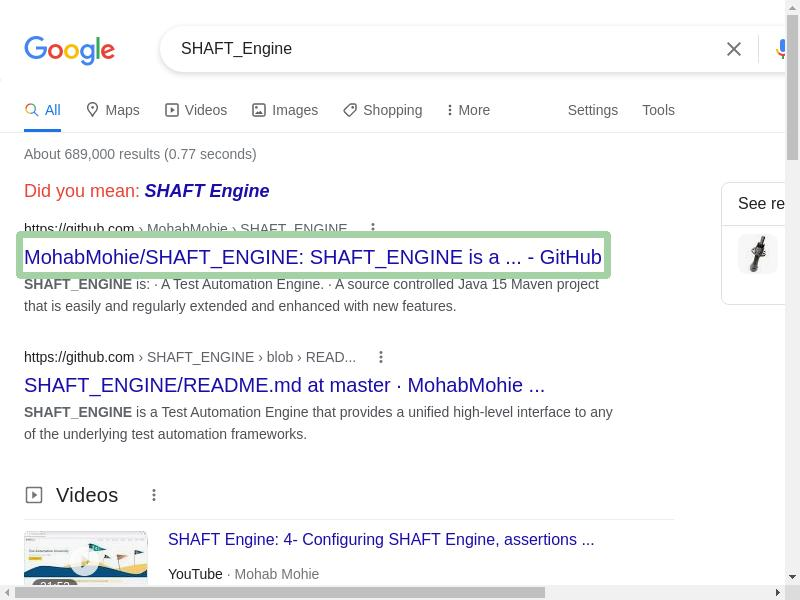 Google
SHAFT_Engine
All Maps Videos Images Shopping More Settings Tools
About 689,000 results (0.77 seconds)
Did you mean: SHAFT Engine
See re
https://github.com › MohabMohie › SHAFT_ENGINE
MohabMohie/SHAFT_ENGINE: SHAFT_ENGINE is a ... - GitHub
SHAFT_ENGINE is: · A Test Automation Engine. · A source controlled Java 15 Maven project
that is easily and regularly extended and enhanced with new features.
https://github.com › SHAFT_ENGINE › blob › READ...
SHAFT_ENGINE/README.md at master · MohabMohie ...
SHAFT_ENGINE is a Test Automation Engine that provides a unified high-level interface to any
of the underlying test automation frameworks.
Videos
SHAFT Engine: 4- Configuring SHAFT Engine, assertions ...
YouTube · Mohab Mohie